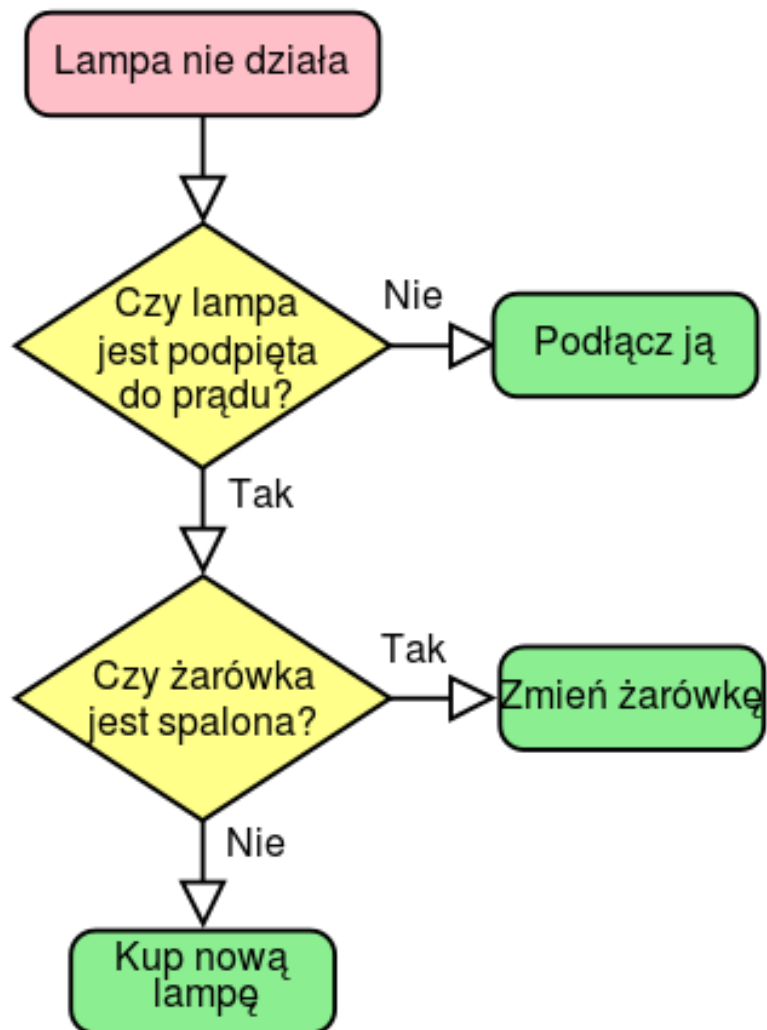 Lampa nie działa
Czy lampa
jest podpięta
do prądu?
Nie
Podłącz ją
Tak
Czy żarówka
jest spalona?
Tak
Zmień żarówkę
Nie
Kup nową
lampę